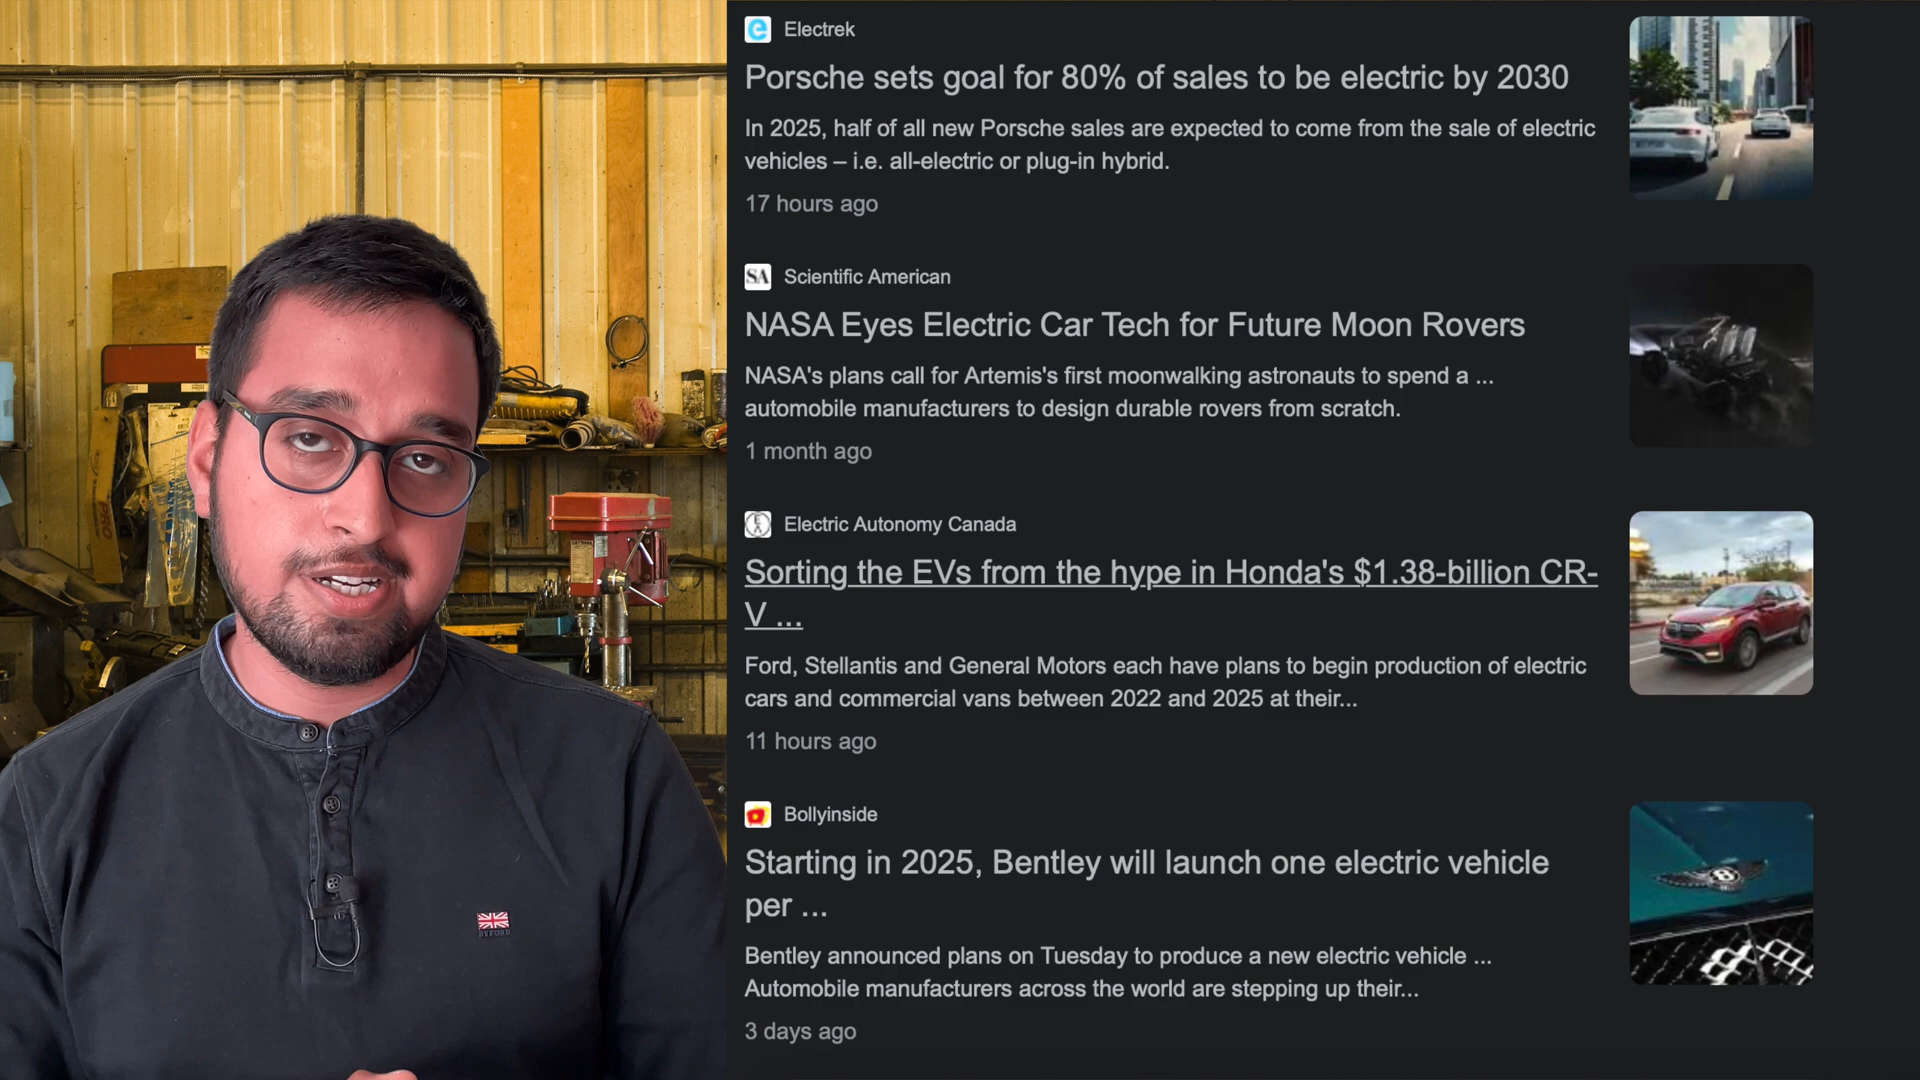 Electrek
Porsche sets goal for 80% of sales to be electric by 2030
In 2025, half of all new Porsche sales are expected to come from the sale of electric
vehicles – i.e. all-electric or plug-in hybrid.
17 hours ago
SA
Scientific American
NASA Eyes Electric Car Tech for Future Moon Rovers
NASA's plans call for Artemis's first moonwalking astronauts to spend a ...
automobile manufacturers to design durable rovers from scratch.
1 month ago
Electric Autonomy Canada
Sorting the EVs from the hype in Honda's $1.38-billion CR-
V ...
Ford, Stellantis and General Motors each have plans to begin production of electric
cars and commercial vans between 2022 and 2025 at their...
11 hours ago
Bollyinside
Starting in 2025, Bentley will launch one electric vehicle
per ...
Bentley announced plans on Tuesday to produce a new electric vehicle ...
Automobile manufacturers across the world are stepping up their...
3 days ago
PRO